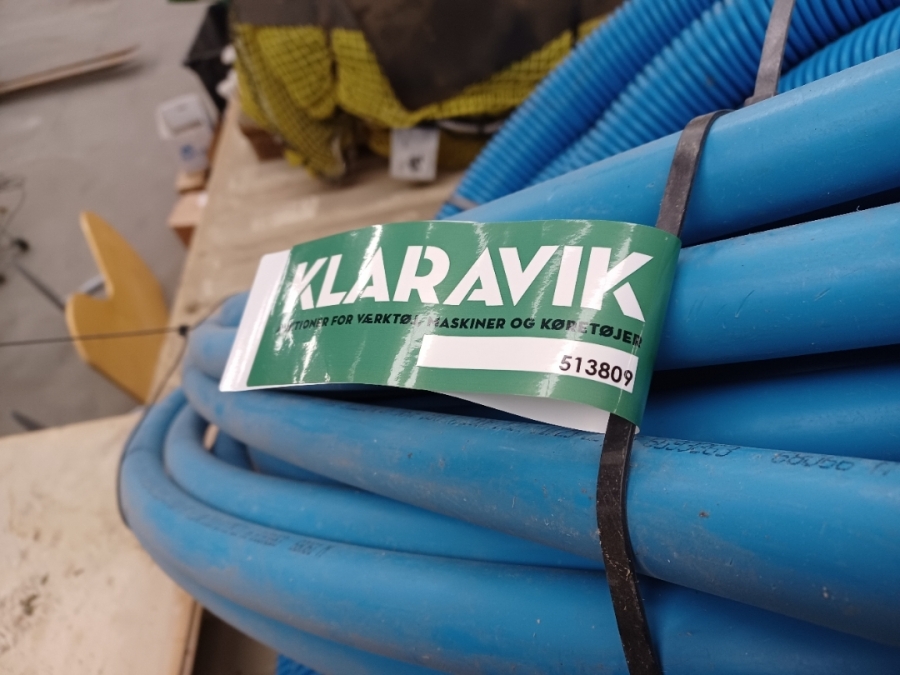 KLARAVIK
AUKTIONER FOR VÆRKTØJ, MASKINER OG KØRETØJER
513809